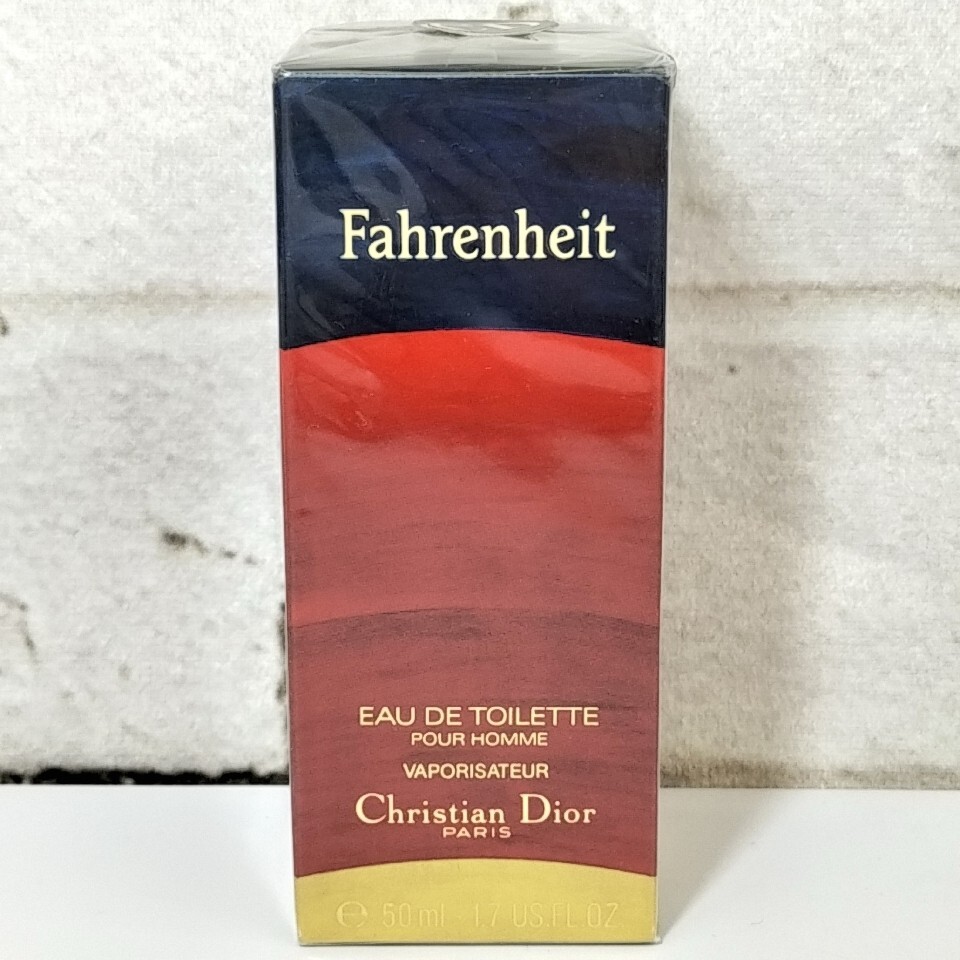 Fahrenheit
EAU DE TOILETTE
POUR HOMME
VAPORISATEUR
Christian Dior
PARIS
℮ 50 ml - 1.7 US.FL.OZ